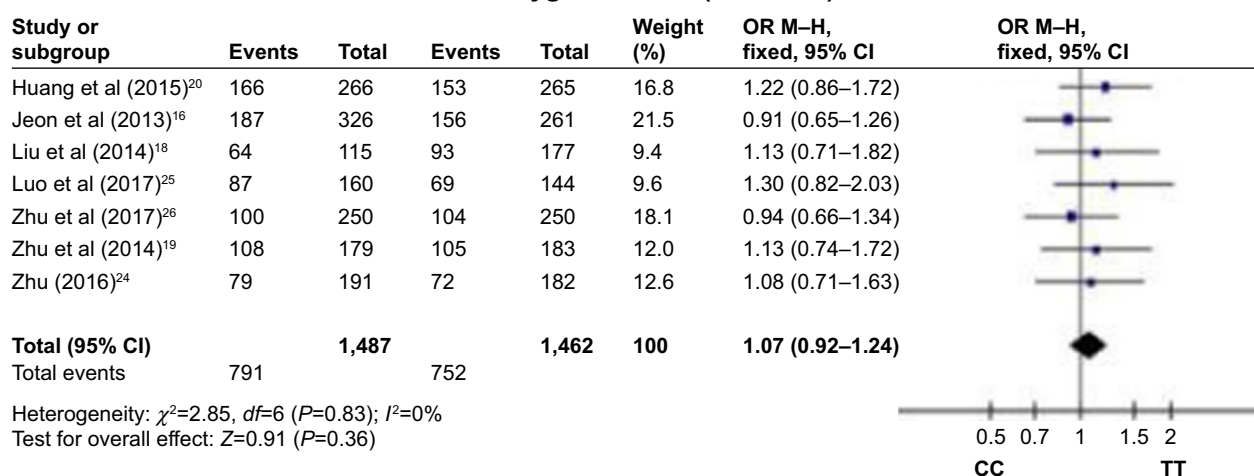 Study or subgroup Events Total Events Total Weight (%) OR M–H, fixed, 95% CI OR M–H, fixed, 95% CI
Huang et al (2015)20 166 266 153 265 16.8 1.22 (0.86–1.72)
Jeon et al (2013)16 187 326 156 261 21.5 0.91 (0.65–1.26)
Liu et al (2014)18 64 115 93 177 9.4 1.13 (0.71–1.82)
Luo et al (2017)25 87 160 69 144 9.6 1.30 (0.82–2.03)
Zhu et al (2017)26 100 250 104 250 18.1 0.94 (0.66–1.34)
Zhu et al (2014)19 108 179 105 183 12.0 1.13 (0.74–1.72)
Zhu (2016)24 79 191 72 182 12.6 1.08 (0.71–1.63)
Total (95% CI) 1,487 1,462 100 1.07 (0.92–1.24)
Total events 791 752
Heterogeneity: χ2=2.85, df=6 (P=0.83); I2=0%
Test for overall effect: Z=0.91 (P=0.36)
0.5 0.7 1 1.5 2
CC TT